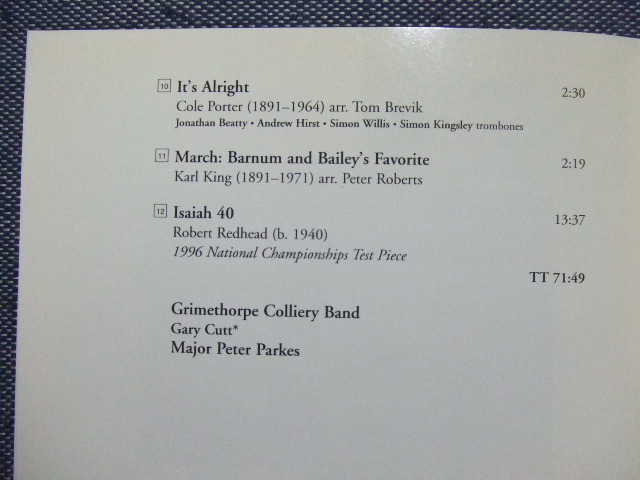 10 It's Alright 2:30
Cole Porter (1891–1964) arr. Tom Brevik
Jonathan Beatty • Andrew Hirst • Simon Willis • Simon Kingsley trombones
11 March: Barnum and Bailey's Favorite 2:19
Karl King (1891–1971) arr. Peter Roberts
12 Isaiah 40 13:37
Robert Redhead (b. 1940)
1996 National Championships Test Piece
TT 71:49
Grimethorpe Colliery Band
Gary Cutt*
Major Peter Parkes